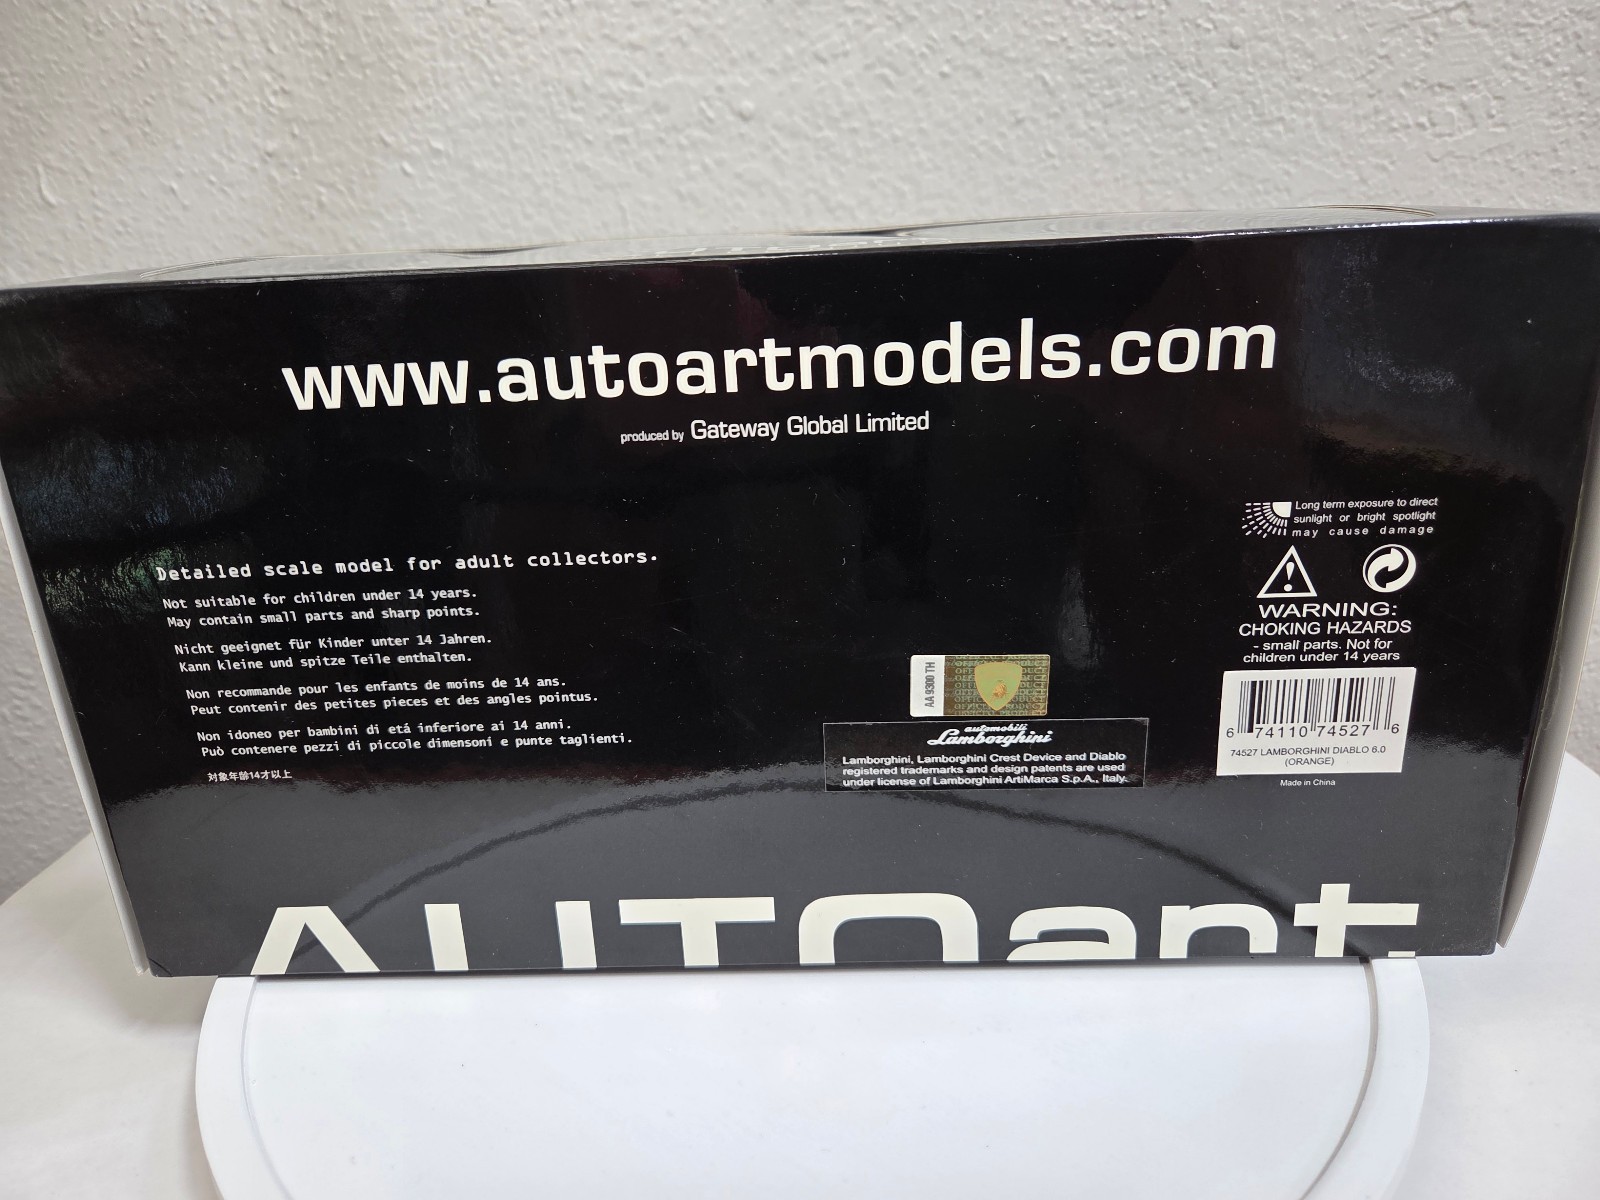 www.autoartmodels.com
produced by Gateway Global Limited
Detailed scale model for adult collectors.
Not suitable for children under 14 years.
May contain small parts and sharp points.
Nicht geeignet für Kinder unter 14 Jahren.
Kann kleine und spitze Teile enthalten.
Non recommande pour les enfants de moins de 14 ans.
Peut contenir des petites pieces et des angles pointus.
Non idoneo per bambini di etá inferiore ai 14 anni.
Può contenere pezzi di piccole dimensoni e punte taglienti.
対象年齢14才以上
AA 9300 TH
automobili
Lamborghini
Lamborghini, Lamborghini Crest Device and Diablo
registered trademarks and design patents are used
under license of Lamborghini ArtiMarca S.p.A., Italy.
Long term exposure to direct
sunlight or bright spotlight
may cause damage
WARNING:
CHOKING HAZARDS
- small parts. Not for
children under 14 years
6 74110 74527 6
74527 LAMBORGHINI DIABLO 6.0
(ORANGE)
Made in China
AUTOart